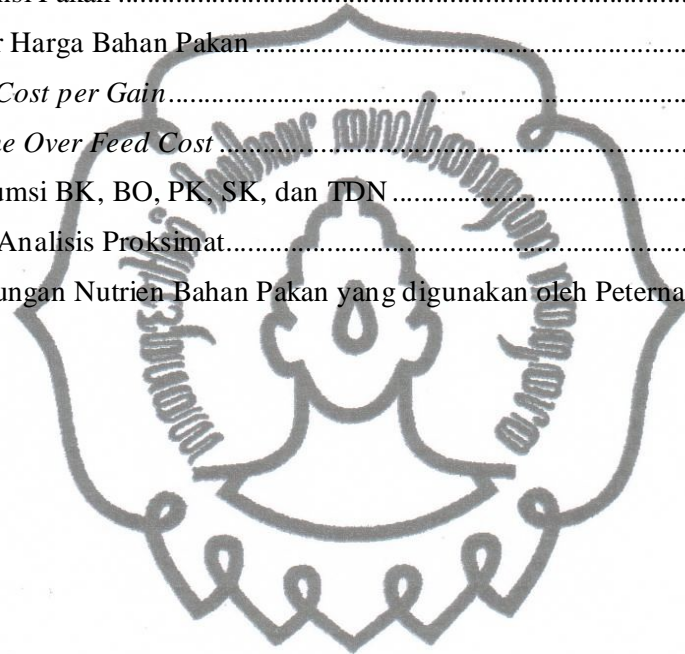 si Pakan ............................................................
r Harga Bahan Pakan ............................................................
Cost per Gain ............................................................
e Over Feed Cost ............................................................
umsi BK, BO, PK, SK, dan TDN ............................................................
Analisis Proksimat ............................................................
ungan Nutrien Bahan Pakan yang digunakan oleh Peterna